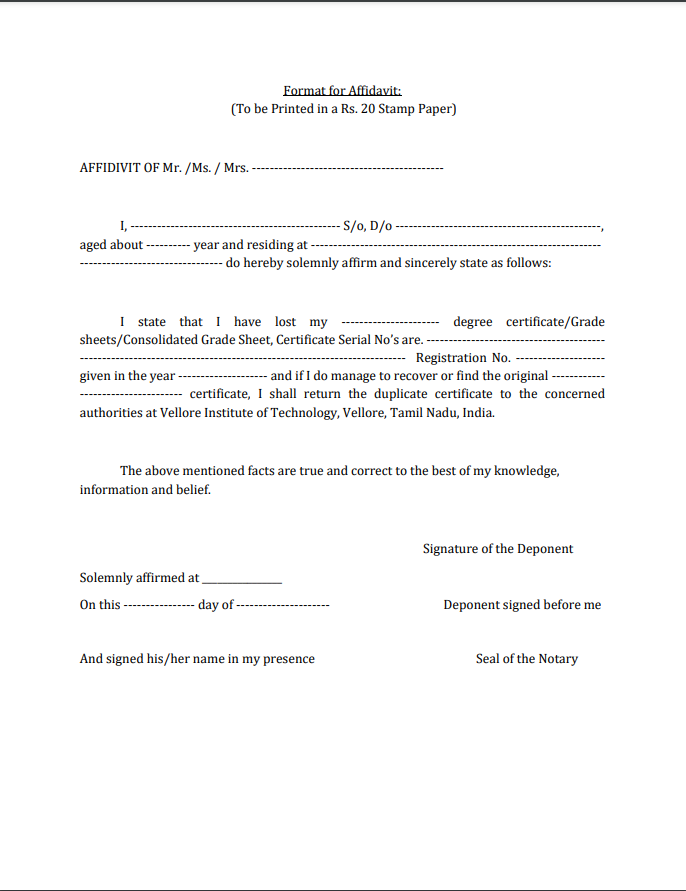 Format for Affidavit:
(To be Printed in a Rs. 20 Stamp Paper)
AFFIDIVIT OF Mr. /Ms. / Mrs. -------------------------------------------
I, ----------------------------------------------- S/o, D/o ----------------------------------------------,
aged about ---------- year and residing at -----------------------------------------------------------------
-------------------------------- do hereby solemnly affirm and sincerely state as follows:
I state that I have lost my ---------------------- degree certificate/Grade
sheets/Consolidated Grade Sheet, Certificate Serial No's are. ----------------------------------------
------------------------------------------------------------------------- Registration No. --------------------
given in the year -------------------- and if I do manage to recover or find the original ------------
----------------------- certificate, I shall return the duplicate certificate to the concerned
authorities at Vellore Institute of Technology, Vellore, Tamil Nadu, India.
The above mentioned facts are true and correct to the best of my knowledge,
information and belief.
Signature of the Deponent
Solemnly affirmed at _______________
On this ---------------- day of --------------------- Deponent signed before me
And signed his/her name in my presence Seal of the Notary